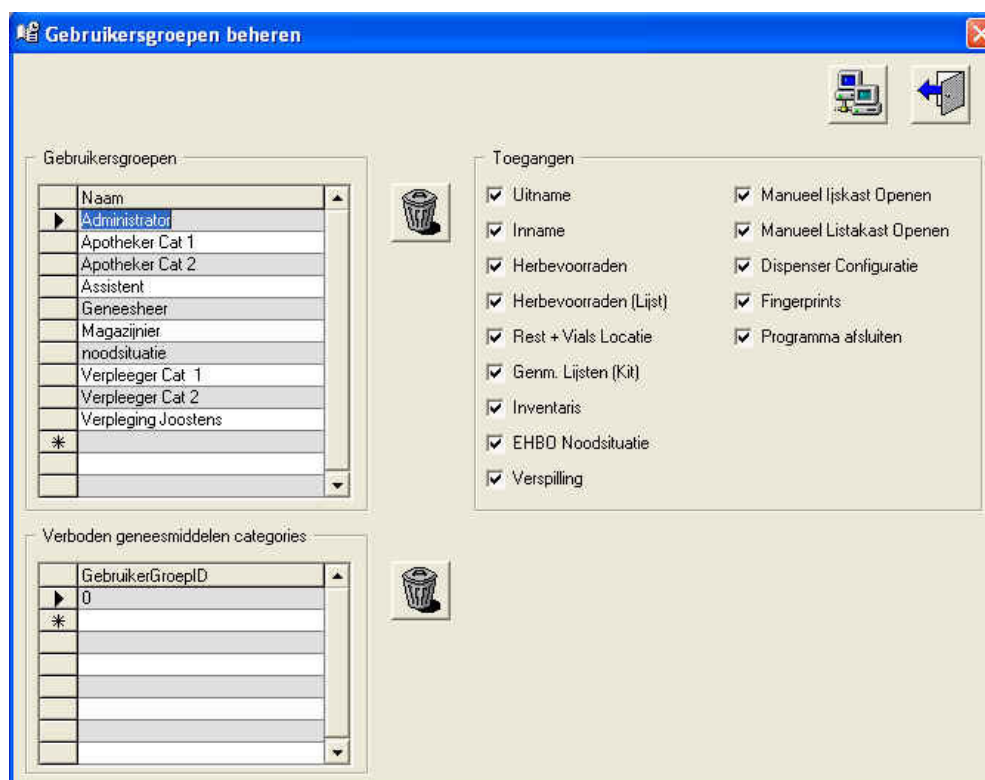 Gebruikersgroepen beheren
Gebruikersgroepen
Naam
Administrator
Apotheker Cat 1
Apotheker Cat 2
Assistent
Geneesheer
Magazijnier
noodsituatie
Verpleeger Cat  1
Verpleeger Cat 2
Verpleging Joostens
Toegangen
Uitname
Inname
Herbevoorraden
Herbevoorraden (Lijst)
Rest + Vials Locatie
Genm. Lijsten (Kit)
Inventaris
EHBO Noodsituatie
Verspilling
Manueel Ijskast Openen
Manueel Listakast Openen
Dispenser Configuratie
Fingerprints
Programma afsluiten
Verboden geneesmiddelen categories
GebruikerGroepID
0